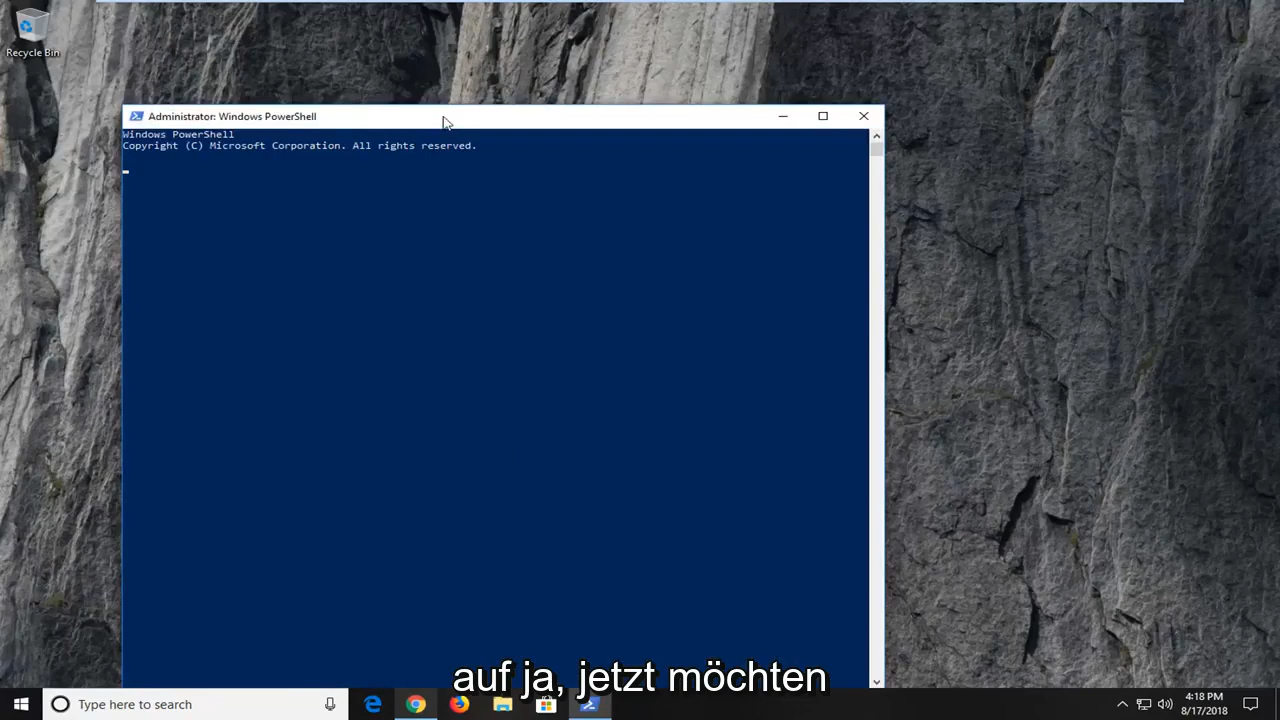 Recycle Bin
Administrator: Windows PowerShell
Windows PowerShell
Copyright (C) Microsoft Corporation. All rights reserved.
auf ja, jetzt möchten
Type here to search
4:18 PM
8/17/2018